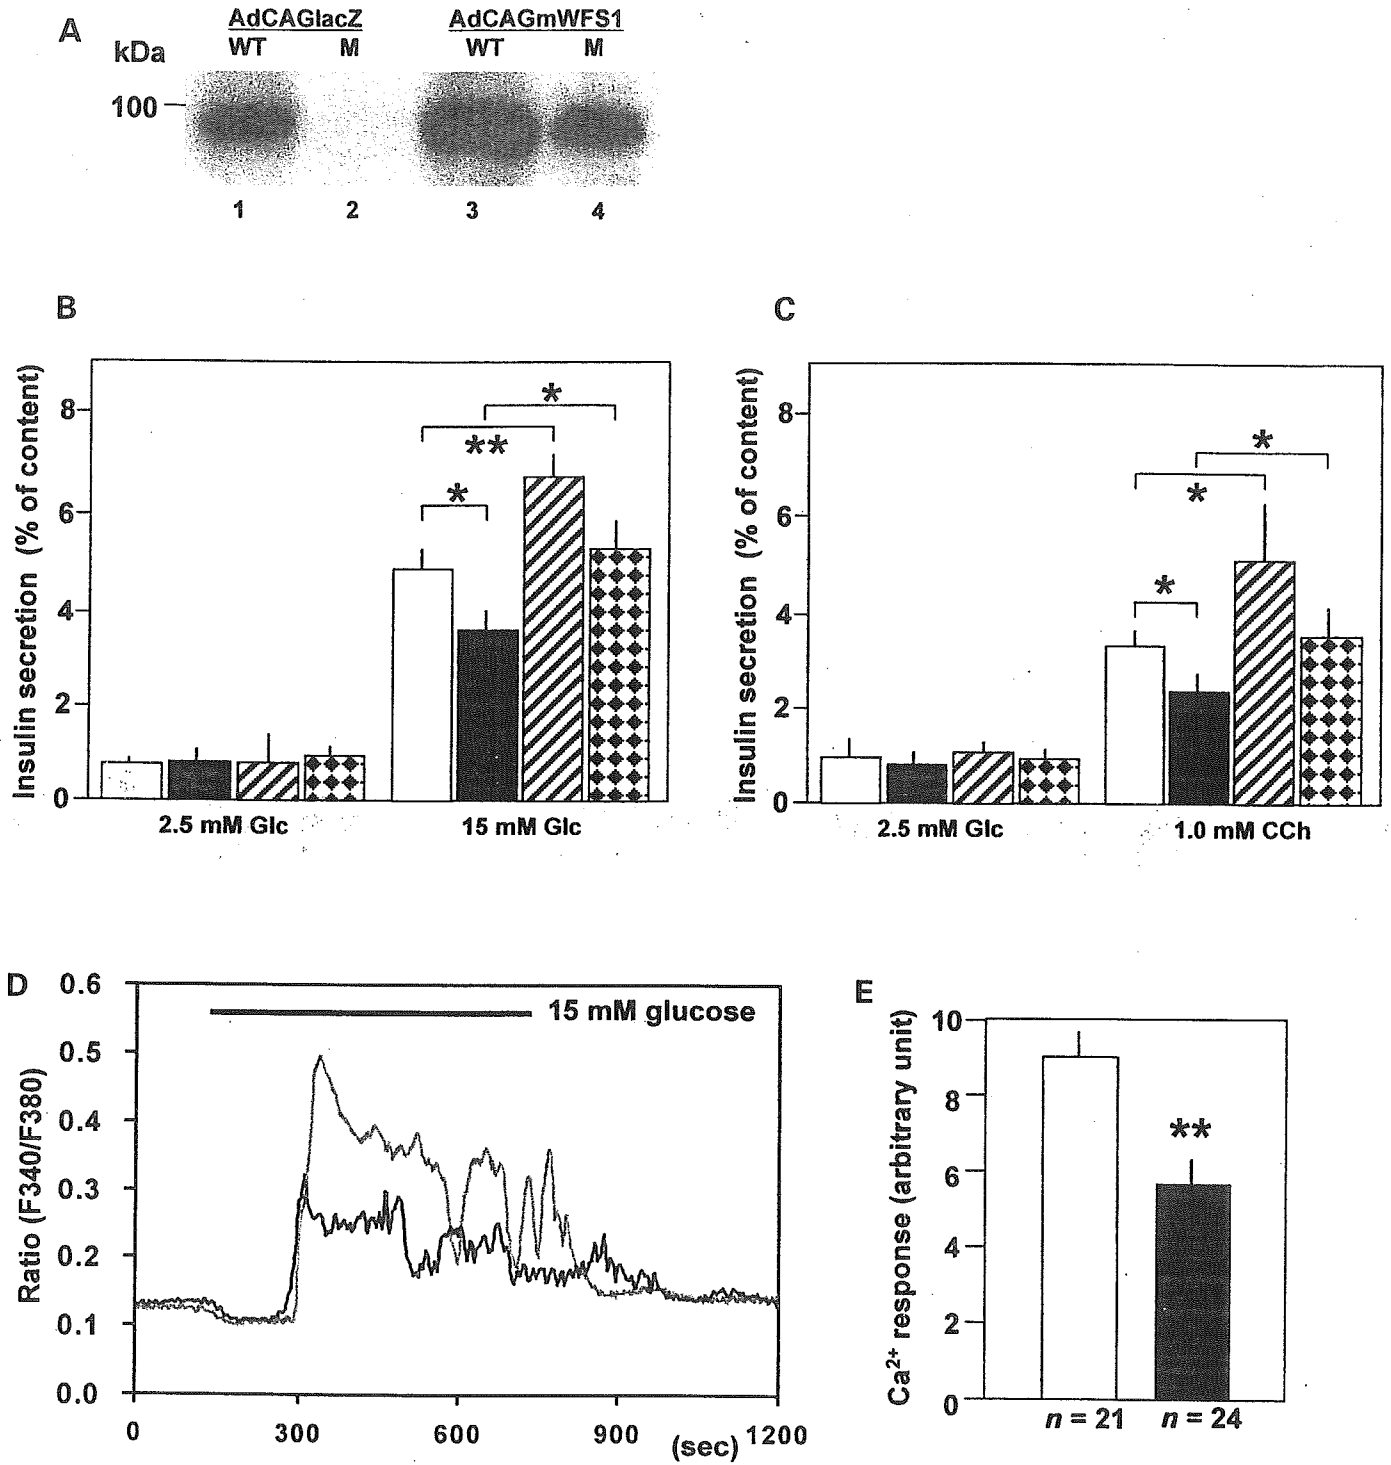 A
AdCAGlacZ AdCAGmWFS1
kDa WT M WT M
100
1 2 3 4
B
Insulin secretion (% of content)
8
6
4
2
0
* ** *
2.5 mM Glc 15 mM Glc
C
Insulin secretion (% of content)
8
6
4
2
0
* * *
2.5 mM Glc 1.0 mM CCh
D
Ratio (F340/F380)
0.6
0.5
0.4
0.3
0.2
0.1
0.0
15 mM glucose
0 300 600 900 (sec) 1200
E
Ca²⁺ response (arbitrary unit)
10
8
6
4
2
0
**
n = 21 n = 24